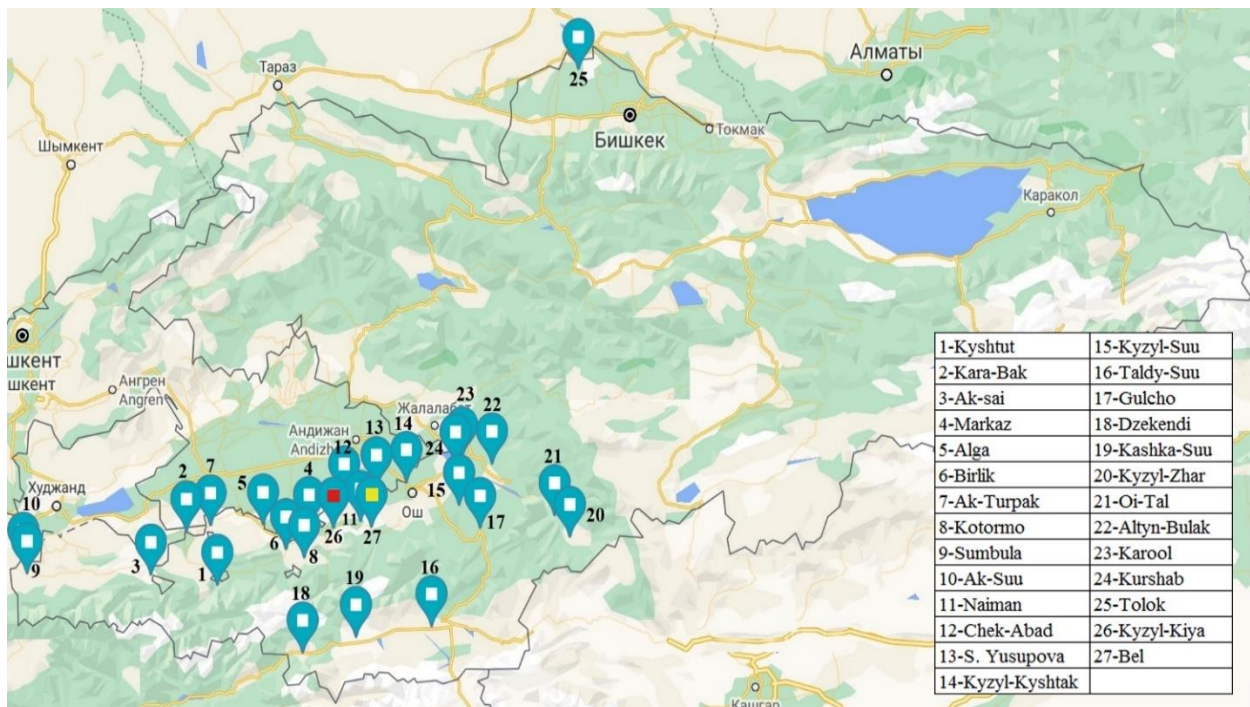 25
Алматы
Тараз
Бишкек
Токмак
Шымкент
Каракол
шкент
шкент
Ангрен
Angren
Жалалабат
23
22
Андижан
Andizh
13
14
12
24
21
2
7
5
4
15
Худжанд
10
Ош
17
20
26
11
27
6
8
9
3
1
19
16
18
Кашгар
1-Kyshtut
15-Kyzyl-Suu
2-Kara-Bak
16-Taldy-Suu
3-Ak-sai
17-Gulcho
4-Markaz
18-Dzekendi
5-Alga
19-Kashka-Suu
6-Birlik
20-Kyzyl-Zhar
7-Ak-Turpak
21-Oi-Tal
8-Kotormo
22-Altyn-Bulak
9-Sumbula
23-Karool
10-Ak-Suu
24-Kurshab
11-Naiman
25-Tolok
12-Chek-Abad
26-Kyzyl-Kiya
13-S. Yusupova
27-Bel
14-Kyzyl-Kyshtak